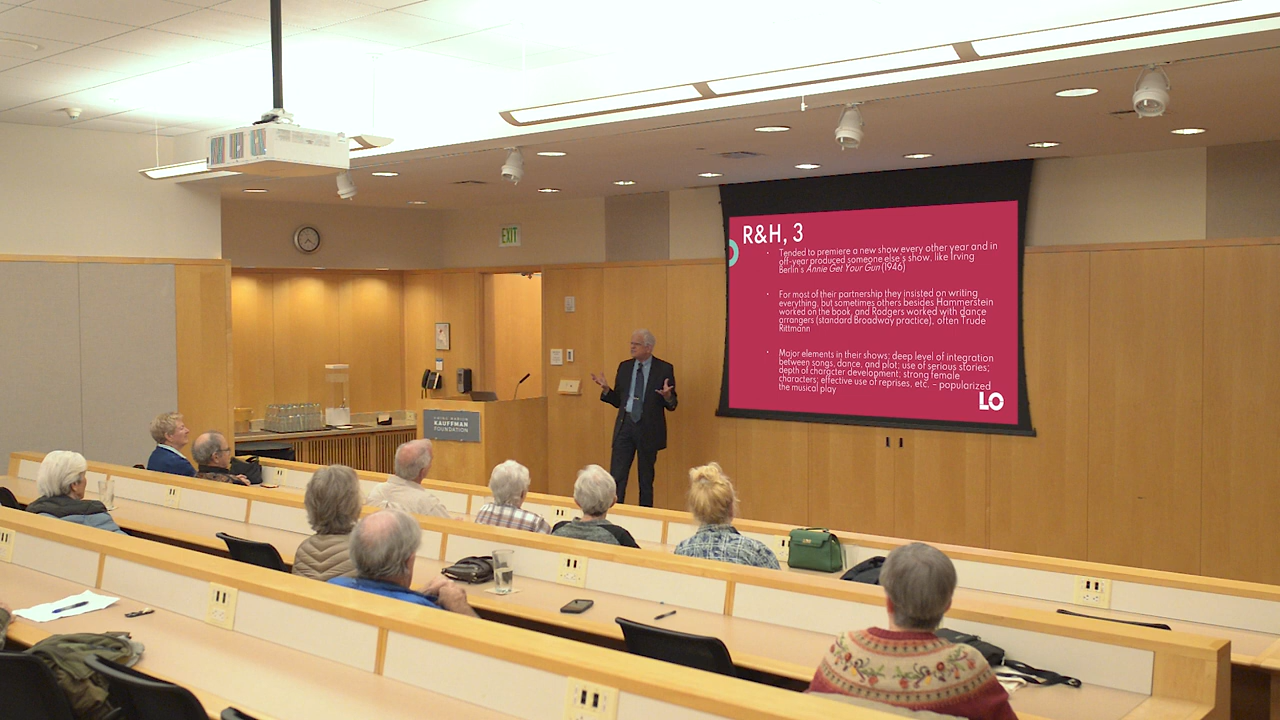 EXIT
R&H, 3
Tended to premiere a new show every other year and in
off-year produced someone else's show, like Irving
Berlin's Annie Get Your Gun (1946)
For most of their partnership they insisted on writing
everything, but sometimes others besides Hammerstein
worked on the book, and Rodgers worked with dance
arrangers (standard Broadway practice), often Trude
Rittmann
Major elements in their shows: deep level of integration
between songs, dance, and plot; use of serious stories;
depth of character development; strong female
characters; effective use of reprises, etc. – popularized
the musical play
LO
EWING MARION
KAUFFMAN
FOUNDATION